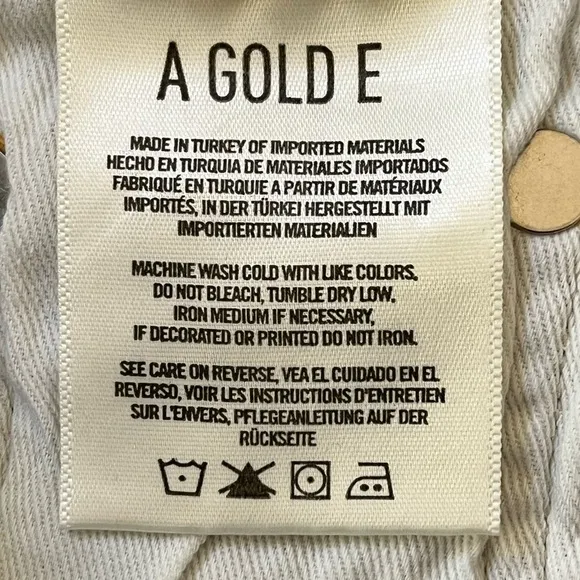 A GOLD E
MADE IN TURKEY OF IMPORTED MATERIALS
HECHO EN TURQUIA DE MATERIALES IMPORTADOS
FABRIQUÉ EN TURQUIE A PARTIR DE MATÉRIAUX
IMPORTÉS, IN DER TÜRKEI HERGESTELLT MIT
IMPORTIERTEN MATERIALIEN
MACHINE WASH COLD WITH LIKE COLORS,
DO NOT BLEACH, TUMBLE DRY LOW,
IRON MEDIUM IF NECESSARY,
IF DECORATED OR PRINTED DO NOT IRON.
SEE CARE ON REVERSE, VEA EL CUIDADO EN EL
REVERSO, VOIR LES INSTRUCTIONS D'ENTRETIEN
SUR L'ENVERS, PFLEGEANLEITUNG AUF DER
RÜCKSEITE